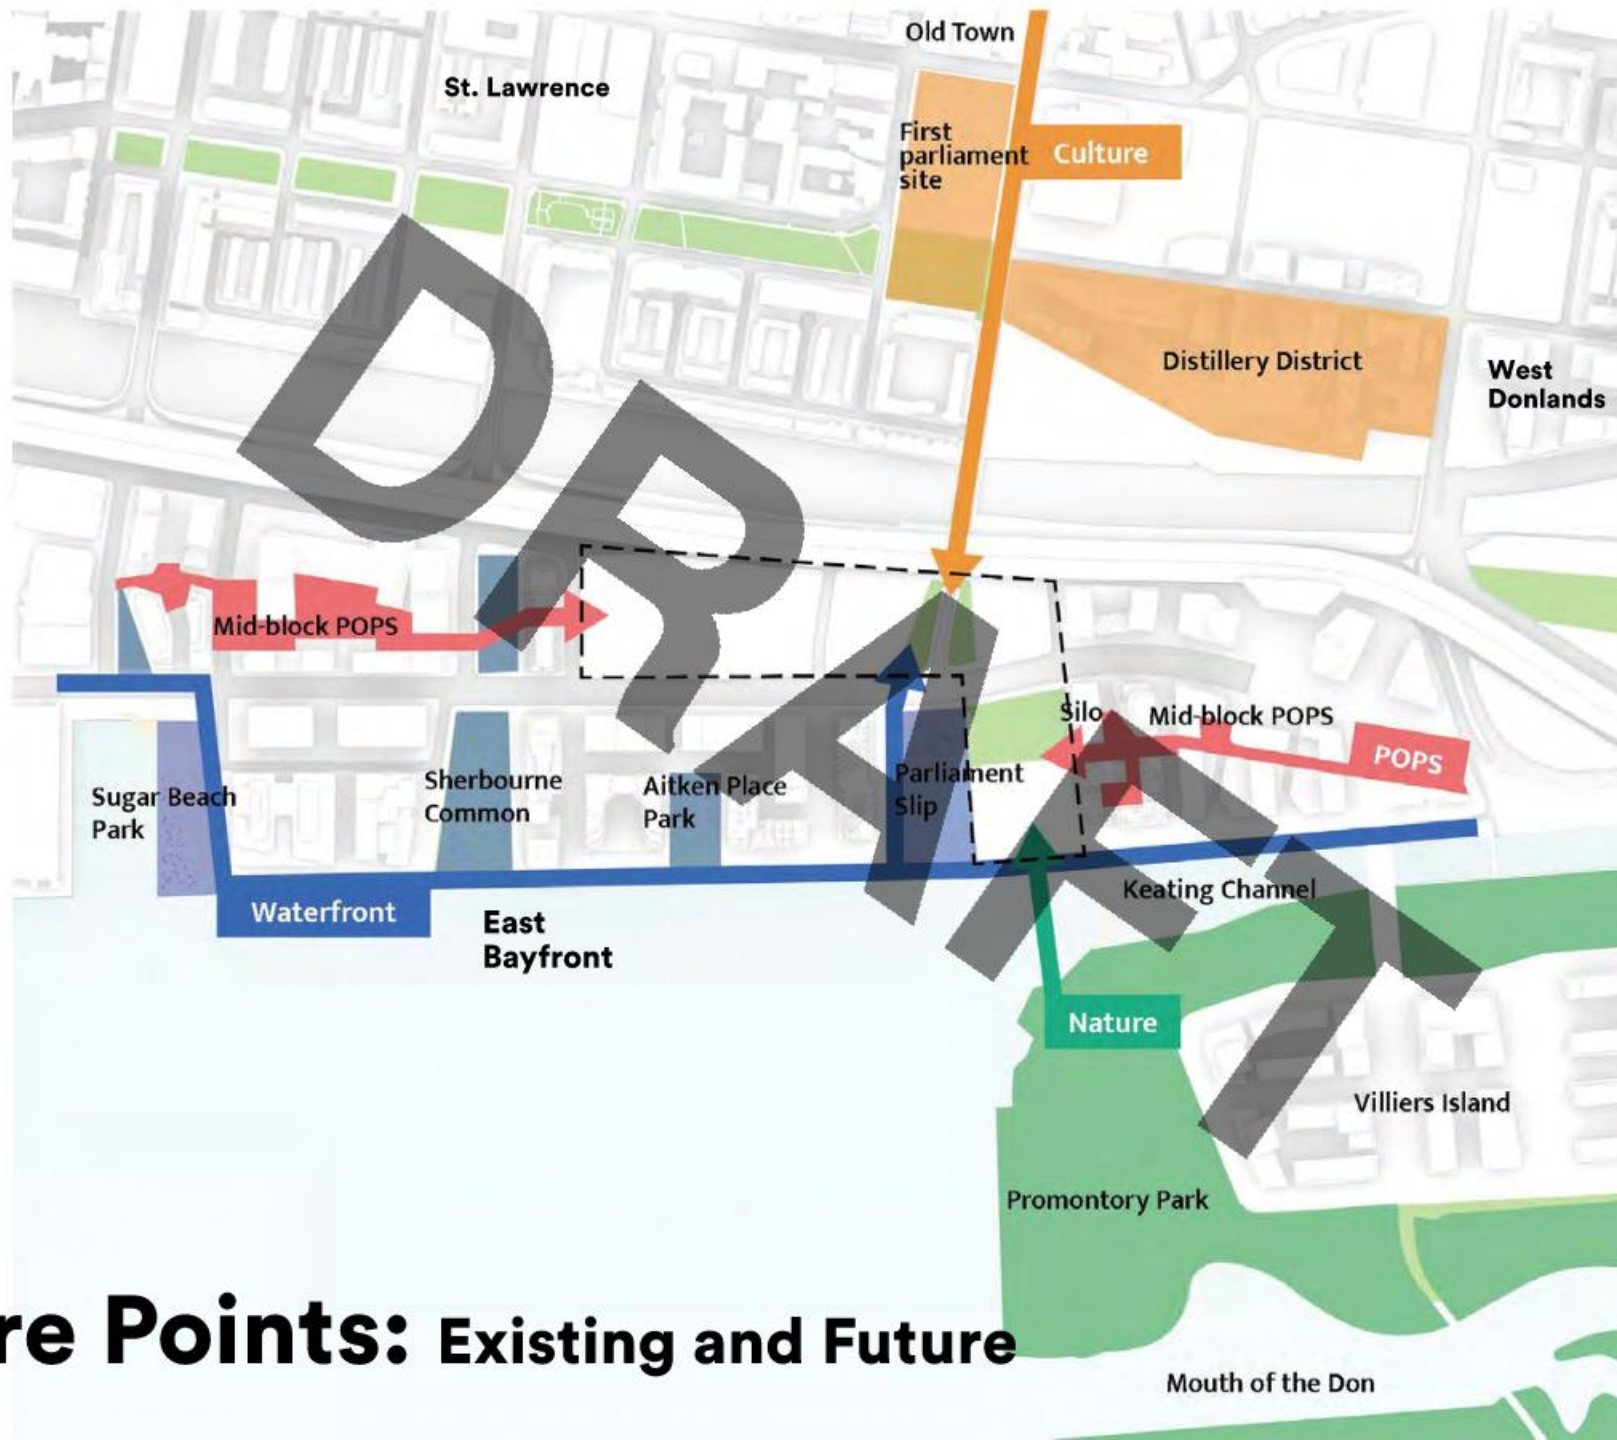 Old Town
St. Lawrence
First
parliament
site
Culture
Distillery District
West
Donlands
Mid-block POPS
Silo
Mid-block POPS
POPS
Parliament
Slip
Sugar Beach
Park
Sherbourne
Common
Aitken Place
Park
Waterfront
East
Bayfront
Keating Channel
Nature
Villiers Island
Promontory Park
re Points: Existing and Future
Mouth of the Don
DRAFT